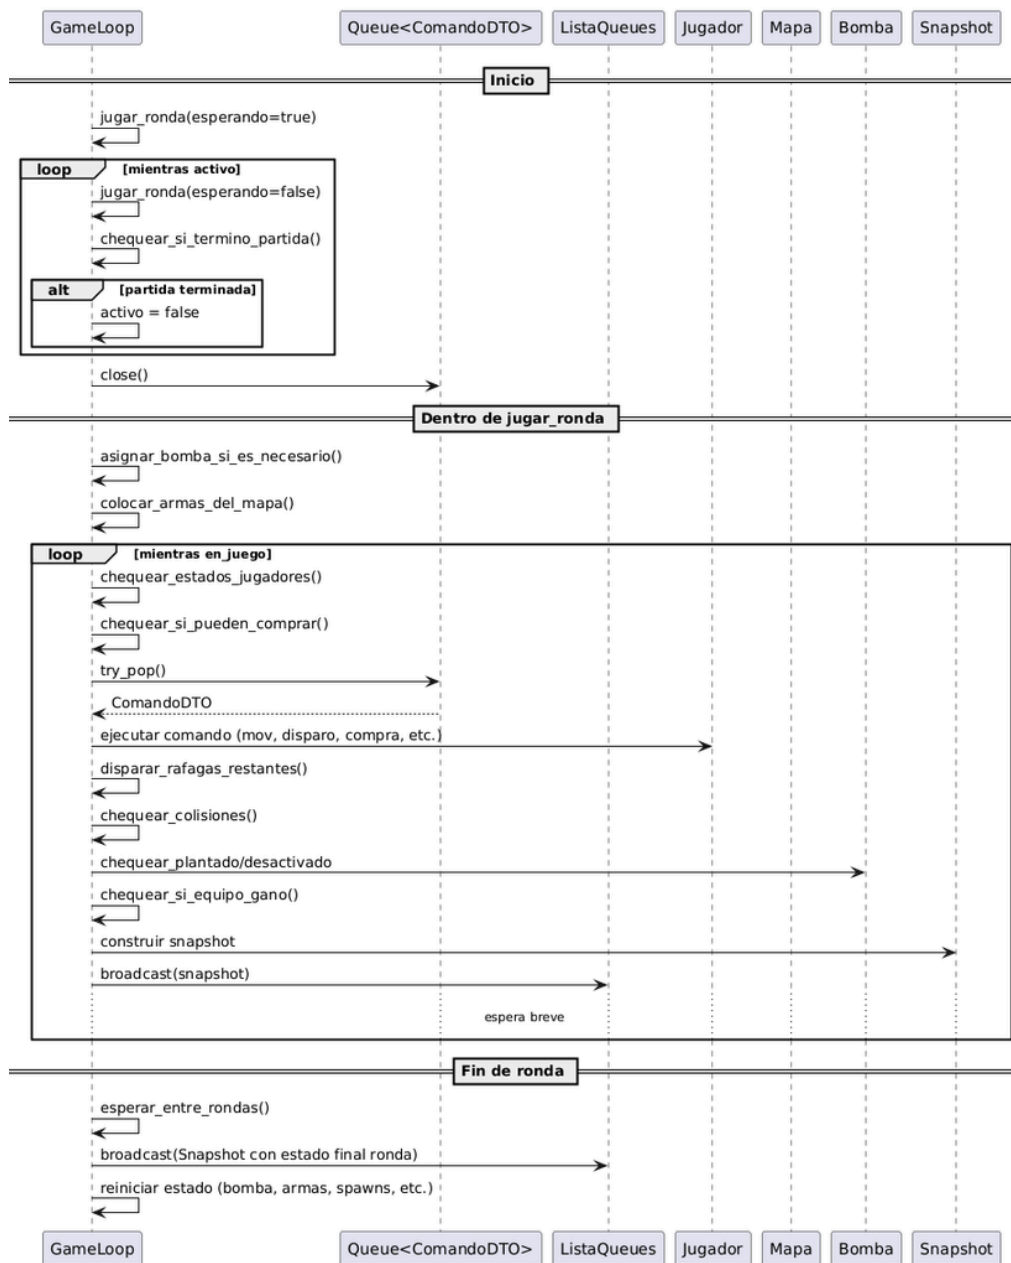 GameLoop Queue<ComandoDTO> ListaQueues Jugador Mapa Bomba Snapshot
Inicio
jugar_ronda(esperando=true)
loop [mientras activo]
jugar_ronda(esperando=false)
chequear_si_termino_partida()
alt [partida terminada]
activo = false
close()
Dentro de jugar_ronda
asignar_bomba_si_es_necesario()
colocar_armas_del_mapa()
loop [mientras en_juego]
chequear_estados_jugadores()
chequear_si_pueden_comprar()
try_pop()
ComandoDTO
ejecutar comando (mov, disparo, compra, etc.)
disparar_rafagas_restantes()
chequear_colisiones()
chequear_plantado/desactivado
chequear_si_equipo_gano()
construir snapshot
broadcast(snapshot)
espera breve
Fin de ronda
esperar_entre_rondas()
broadcast(Snapshot con estado final ronda)
reiniciar estado (bomba, armas, spawns, etc.)
GameLoop Queue<ComandoDTO> ListaQueues Jugador Mapa Bomba Snapshot